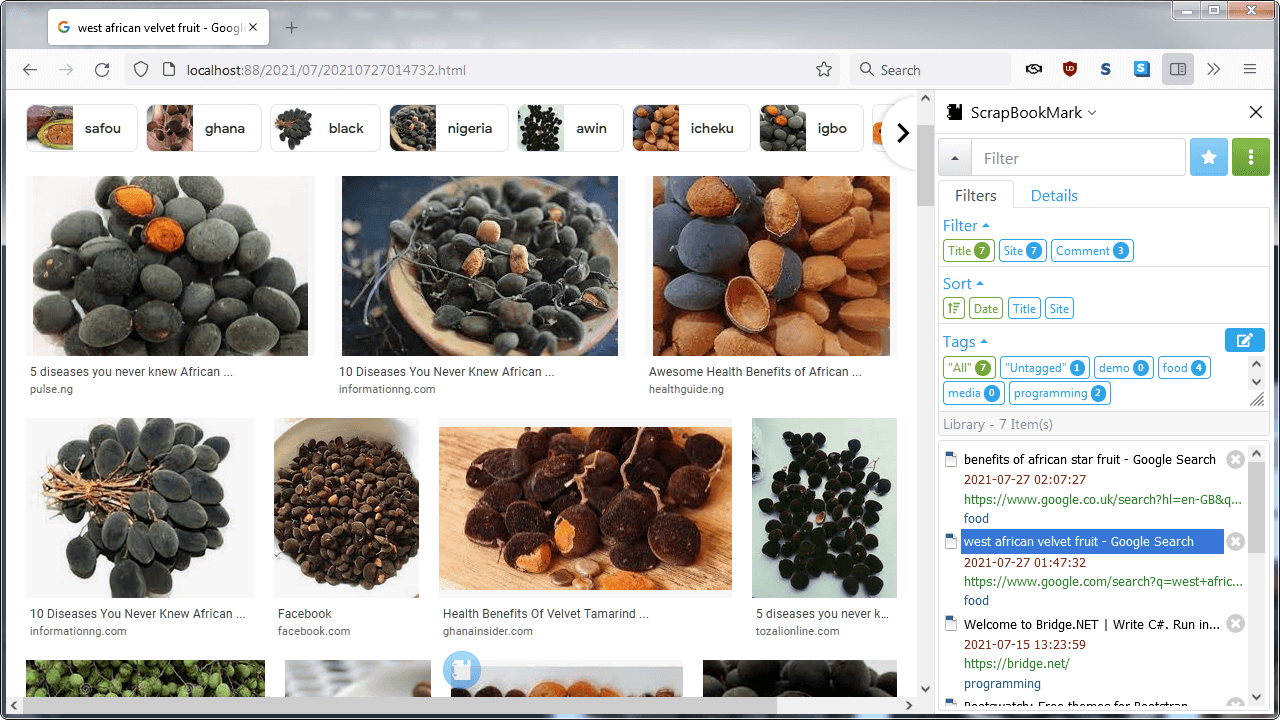 west african velvet fruit - Googl
localhost:88/2021/07/20210727014732.html
Search
safou
ghana
black
nigeria
awin
icheku
igbo
5 diseases you never knew African ...
pulse.ng
10 Diseases You Never Knew African ...
informationng.com
Awesome Health Benefits of African ...
healthguide.ng
10 Diseases You Never Knew African ...
informationng.com
Facebook
facebook.com
Health Benefits Of Velvet Tamarind ...
ghanainsider.com
5 diseases you never k...
tozalionline.com
ScrapBookMark
Filter
Filters Details
Filter
Title 7 Site 7 Comment 3
Sort
Date Title Site
Tags
"All" 7 "Untagged" 1 demo 0 food 4
media 0 programming 2
Library - 7 Item(s)
benefits of african star fruit - Google Search
2021-07-27 02:07:27
https://www.google.co.uk/search?hl=en-GB&q...
food
west african velvet fruit - Google Search
2021-07-27 01:47:32
https://www.google.com/search?q=west+afric...
food
Welcome to Bridge.NET | Write C#. Run in...
2021-07-15 13:23:59
https://bridge.net/
programming
Bootswatch: Free themes for Bootstrap